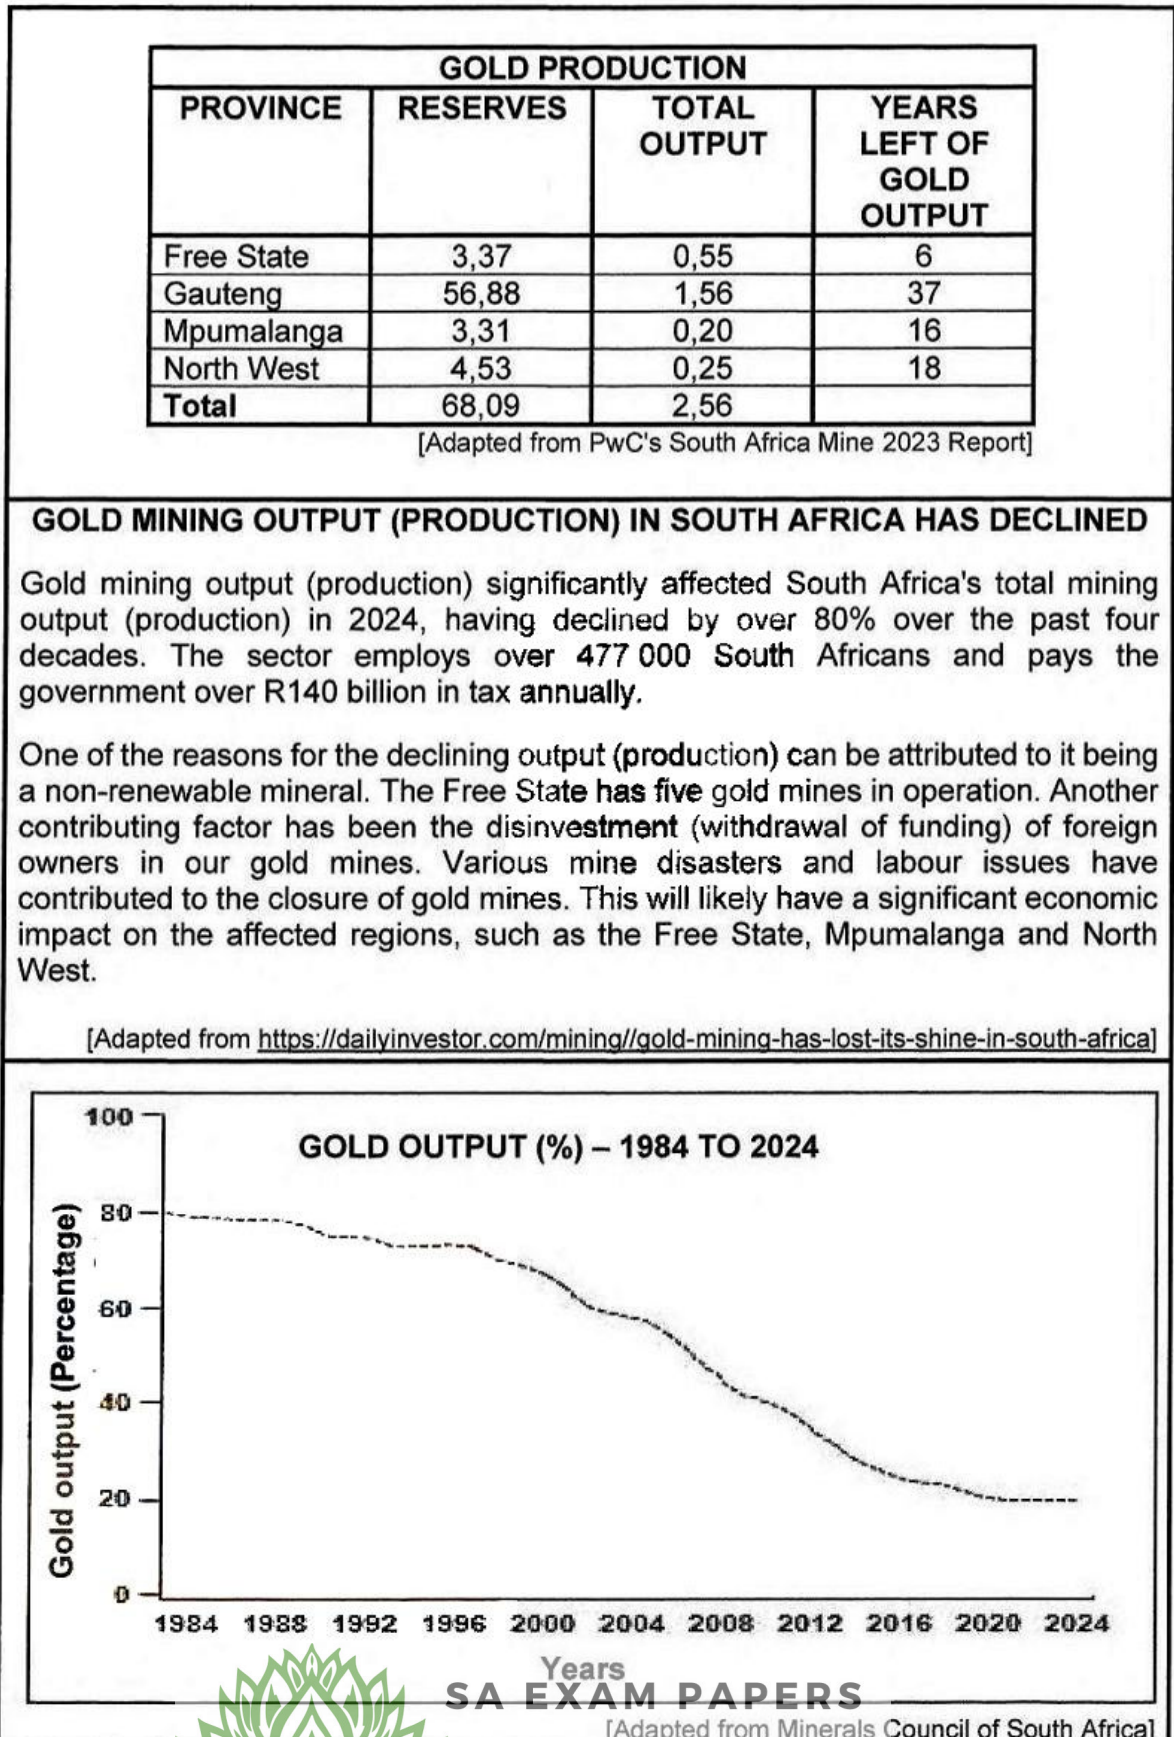 GOLD PRODUCTION
PROVINCE RESERVES TOTAL OUTPUT YEARS LEFT OF GOLD OUTPUT
Free State 3,37 0,55 6
Gauteng 56,88 1,56 37
Mpumalanga 3,31 0,20 16
North West 4,53 0,25 18
Total 68,09 2,56
[Adapted from PwC's South Africa Mine 2023 Report]
GOLD MINING OUTPUT (PRODUCTION) IN SOUTH AFRICA HAS DECLINED
Gold mining output (production) significantly affected South Africa's total mining
output (production) in 2024, having declined by over 80% over the past four
decades. The sector employs over 477 000 South Africans and pays the
government over R140 billion in tax annually.
One of the reasons for the declining output (production) can be attributed to it being
a non-renewable mineral. The Free State has five gold mines in operation. Another
contributing factor has been the disinvestment (withdrawal of funding) of foreign
owners in our gold mines. Various mine disasters and labour issues have
contributed to the closure of gold mines. This will likely have a significant economic
impact on the affected regions, such as the Free State, Mpumalanga and North
West.
[Adapted from https://dailyinvestor.com/mining//gold-mining-has-lost-its-shine-in-south-africa]
GOLD OUTPUT (%) – 1984 TO 2024
Gold output (Percentage)
100
80
60
40
20
0
1984 1988 1992 1996 2000 2004 2008 2012 2016 2020 2024
Years
SA EXAM PAPERS
[Adapted from Minerals Council of South Africa]